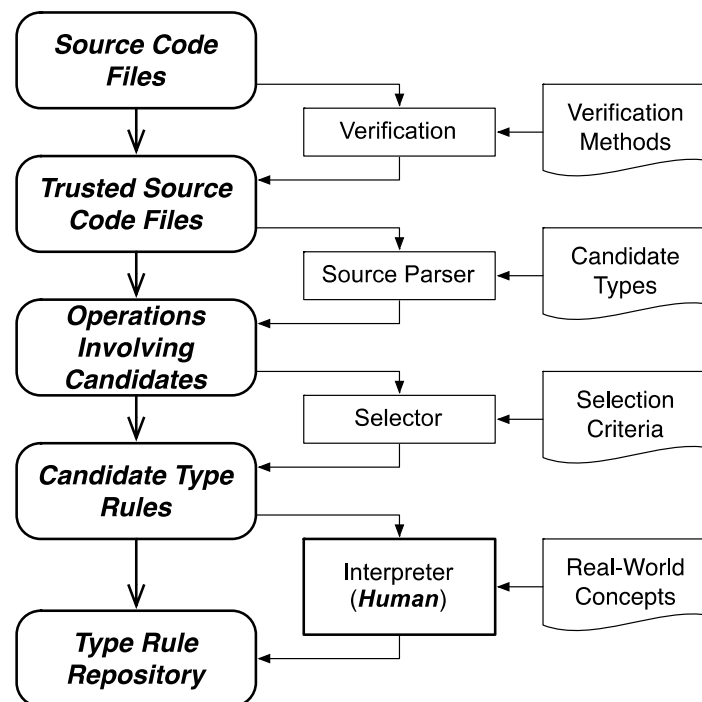 Source Code
Files
Verification
Verification
Methods
Trusted Source
Code Files
Source Parser
Candidate
Types
Operations
Involving
Candidates
Selector
Selection
Criteria
Candidate Type
Rules
Interpreter
(Human)
Real-World
Concepts
Type Rule
Repository